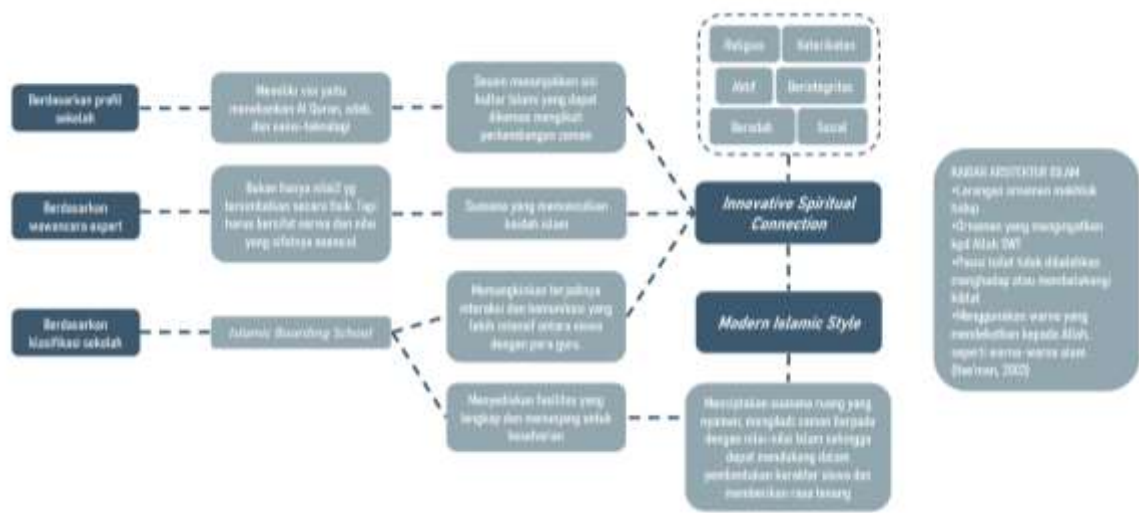 Religius
Keterikatan
Aktif
Berintegritas
Beradab
Sosial
Berdasarkan profil
sekolah
Memiliki visi yaitu
menekankan Al Quran, adab,
dan sains-teknologi
Desain menunjukkan sisi
kultur Islami yang dapat
dikemas mengikuti
perkembangan zaman
Berdasarkan
wawancara expert
Bukan hanya nilai2 yg
secara fisik. Tapi
harus bersifat warna dan nilai
yang sifatnya esensial
Suasana yang
kaidah islam
Innovative Spiritual
Connection
Berdasarkan
klasifikasi sekolah
Islamic Boarding School
Memungkinkan terjadinya
interaksi dan komunikasi yang
lebih intensif antara siswa
dengan para guru.
Modern Islamic Style
Menyediakan fasilitas yang
lengkap dan menunjang untuk
keseharian
Menciptakan suasana ruang yang
nyaman, mengikuti zaman
dengan nilai-nilai Islam sehingga
dapat mendukung dalam
pembentukan karakter siswa dan
memberikan rasa tenang
KAIDAH ARSITEKTUR ISLAM
•Larangan ornamen makhluk
hidup
•Ornamen yang mengingatkan
kpd Allah SWT
•Posisi toilet tidak dibolehkan
menghadap atau membelakangi
kiblat
•Menggunakan warna yang
mendekatkan kepada Allah,
seperti warna-warna alam